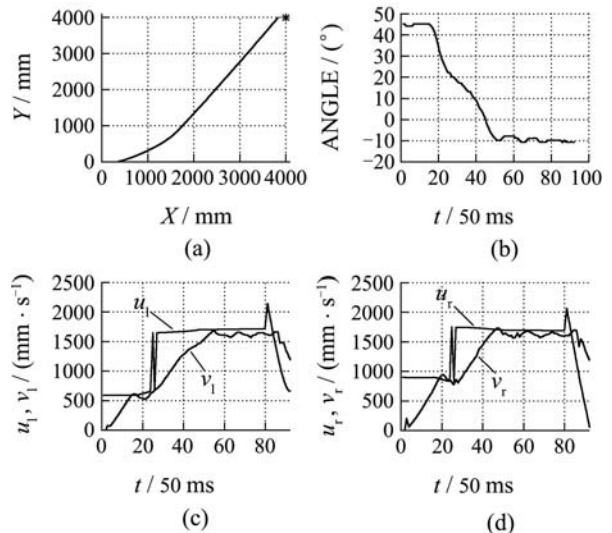 4000
3000
2000
1000
0
0 1000 2000 3000 4000
Y / mm
X / mm
(a)
50
40
30
20
10
0
−10
−20
0 20 40 60 80 100
ANGLE / (°)
t / 50 ms
(b)
2500
2000
1500
1000
500
0
0 20 40 60 80
u_l, v_l / (mm · s⁻¹)
u_l
v_l
t / 50 ms
(c)
2500
2000
1500
1000
500
0
0 20 40 60 80
u_r, v_r / (mm · s⁻¹)
u_r
v_r
t / 50 ms
(d)